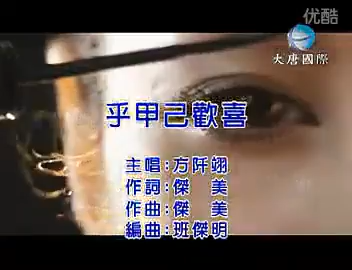 优酷
大唐國際
乎甲己歡喜
主唱:方阡翊
作詞:傑 美
作曲:傑 美
編曲:班傑明